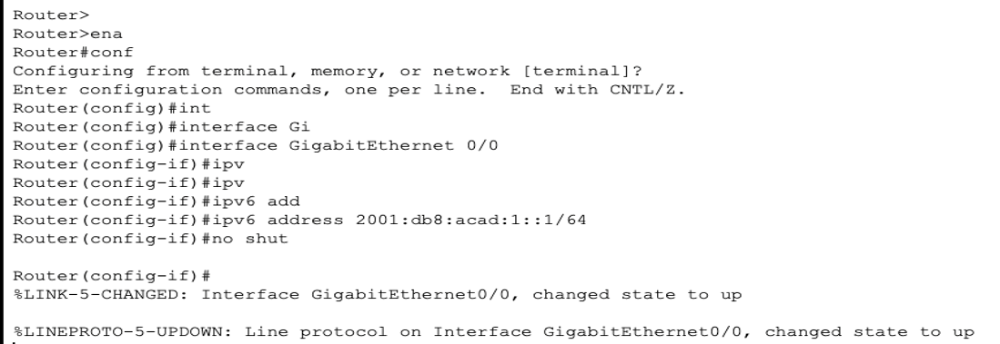 Router>
Router>ena
Router#conf
Configuring from terminal, memory, or network [terminal]?
Enter configuration commands, one per line.  End with CNTL/Z.
Router(config)#int
Router(config)#interface Gi
Router(config)#interface GigabitEthernet 0/0
Router(config-if)#ipv
Router(config-if)#ipv
Router(config-if)#ipv6 add
Router(config-if)#ipv6 address 2001:db8:acad:1::1/64
Router(config-if)#no shut

Router(config-if)#
%LINK-5-CHANGED: Interface GigabitEthernet0/0, changed state to up

%LINEPROTO-5-UPDOWN: Line protocol on Interface GigabitEthernet0/0, changed state to up